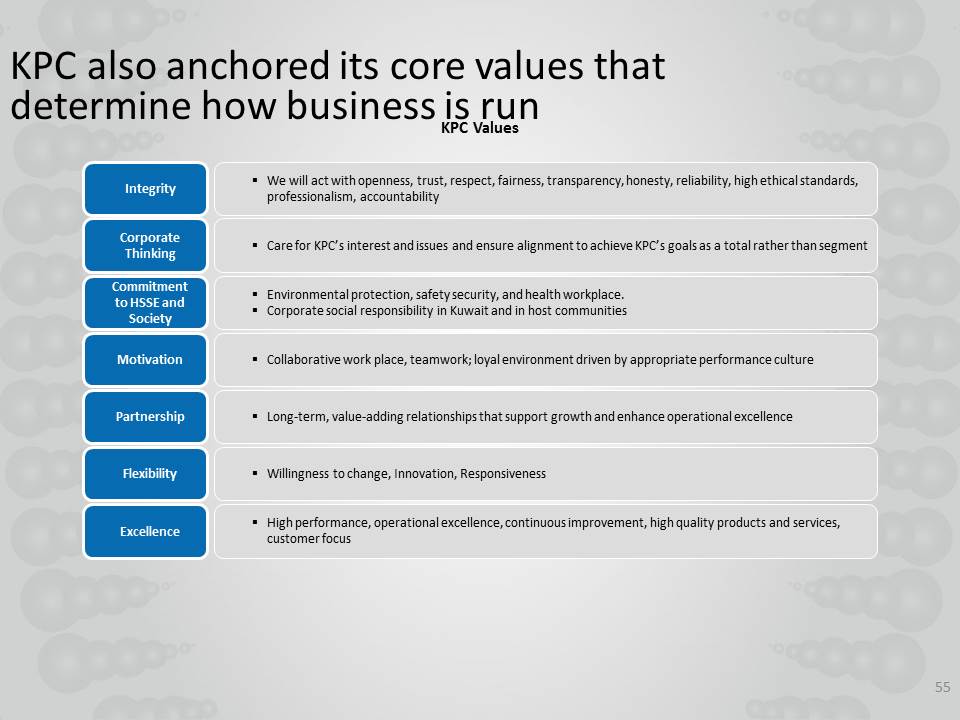 KPC also anchored its core values that
determine how business is run
KPC Values
Integrity
▪ We will act with openness, trust, respect, fairness, transparency, honesty, reliability, high ethical standards,
professionalism, accountability
Corporate
Thinking
▪ Care for KPC’s interest and issues and ensure alignment to achieve KPC’s goals as a total rather than segment
Commitment
to HSSE and
Society
▪ Environmental protection, safety security, and health workplace.
▪ Corporate social responsibility in Kuwait and in host communities
Motivation
▪ Collaborative work place, teamwork; loyal environment driven by appropriate performance culture
Partnership
▪ Long-term, value-adding relationships that support growth and enhance operational excellence
Flexibility
▪ Willingness to change, Innovation, Responsiveness
Excellence
▪ High performance, operational excellence, continuous improvement, high quality products and services,
customer focus
55